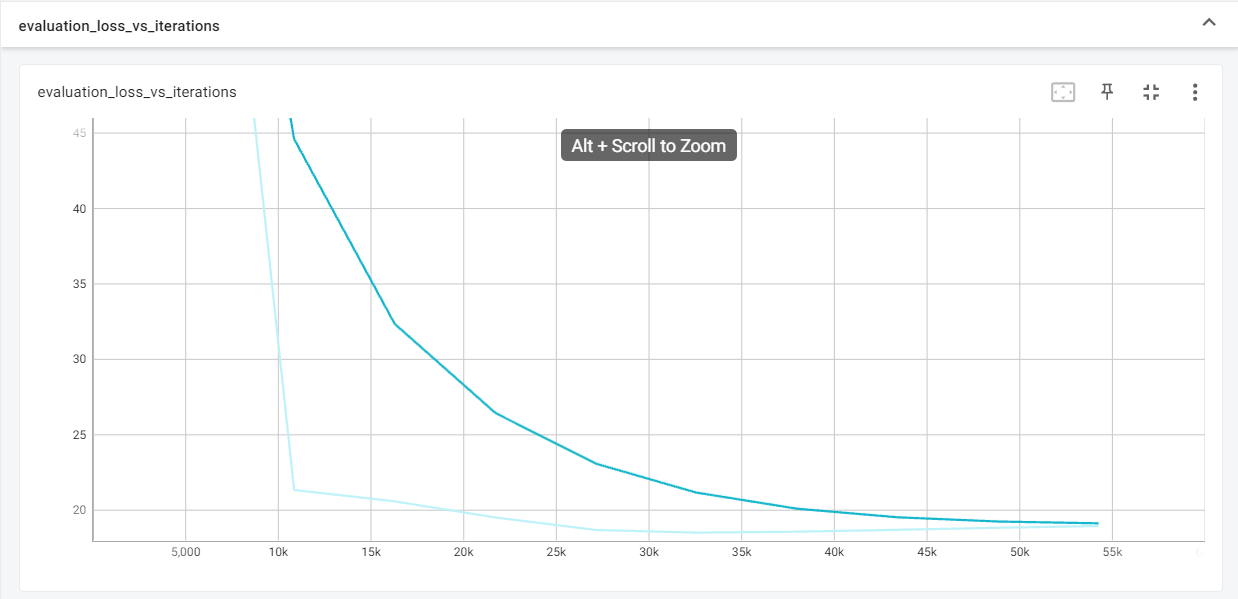 evaluation_loss_vs_iterations
evaluation_loss_vs_iterations
Alt + Scroll to Zoom
45
40
35
30
25
20
5,000 10k 15k 20k 25k 30k 35k 40k 45k 50k 55k